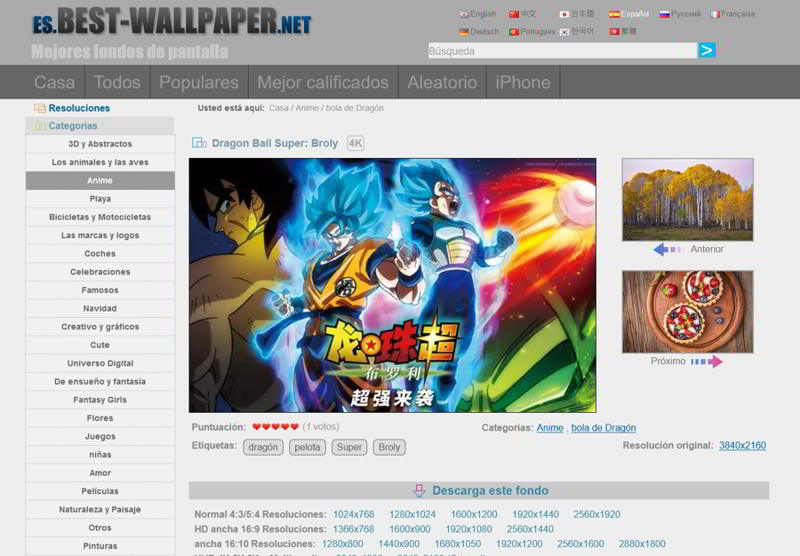 ES.BEST-WALLPAPER.NET
Mejores fondos de pantalla
English 中文 日本語 Español Русский Française
Deutsch Portugues 한국어 繁體
Búsqueda
Casa Todos Populares Mejor calificados Aleatorio iPhone
Resoluciones
Usted está aquí: Casa / Anime / bola de Dragón
Categorias
3D y Abstractos
Los animales y las aves
Anime
Playa
Bicicletas y Motocicletas
Las marcas y logos
Coches
Celebraciones
Famosos
Navidad
Creativo y gráficos
Cute
Universo Digital
De ensueño y fantasía
Fantasy Girls
Flores
Juegos
niñas
Amor
Películas
Naturaleza y Paisaje
Otros
Pinturas
Dragon Ball Super: Broly 4K
龙珠超
布罗利
超强来袭
Anterior
Próximo
Puntuación: (1 votos)
Categorias: Anime , bola de Dragón
Etiquetas: dragón pelota Super Broly
Resolución original: 3840x2160
Descarga este fondo
Normal 4:3/5:4 Resoluciones: 1024x768 1280x1024 1600x1200 1920x1440 2560x1920
HD ancha 16:9 Resoluciones: 1366x768 1600x900 1920x1080 2560x1440
ancha 16:10 Resoluciones: 1280x800 1440x900 1680x1050 1920x1200 2560x1600 2880x1800